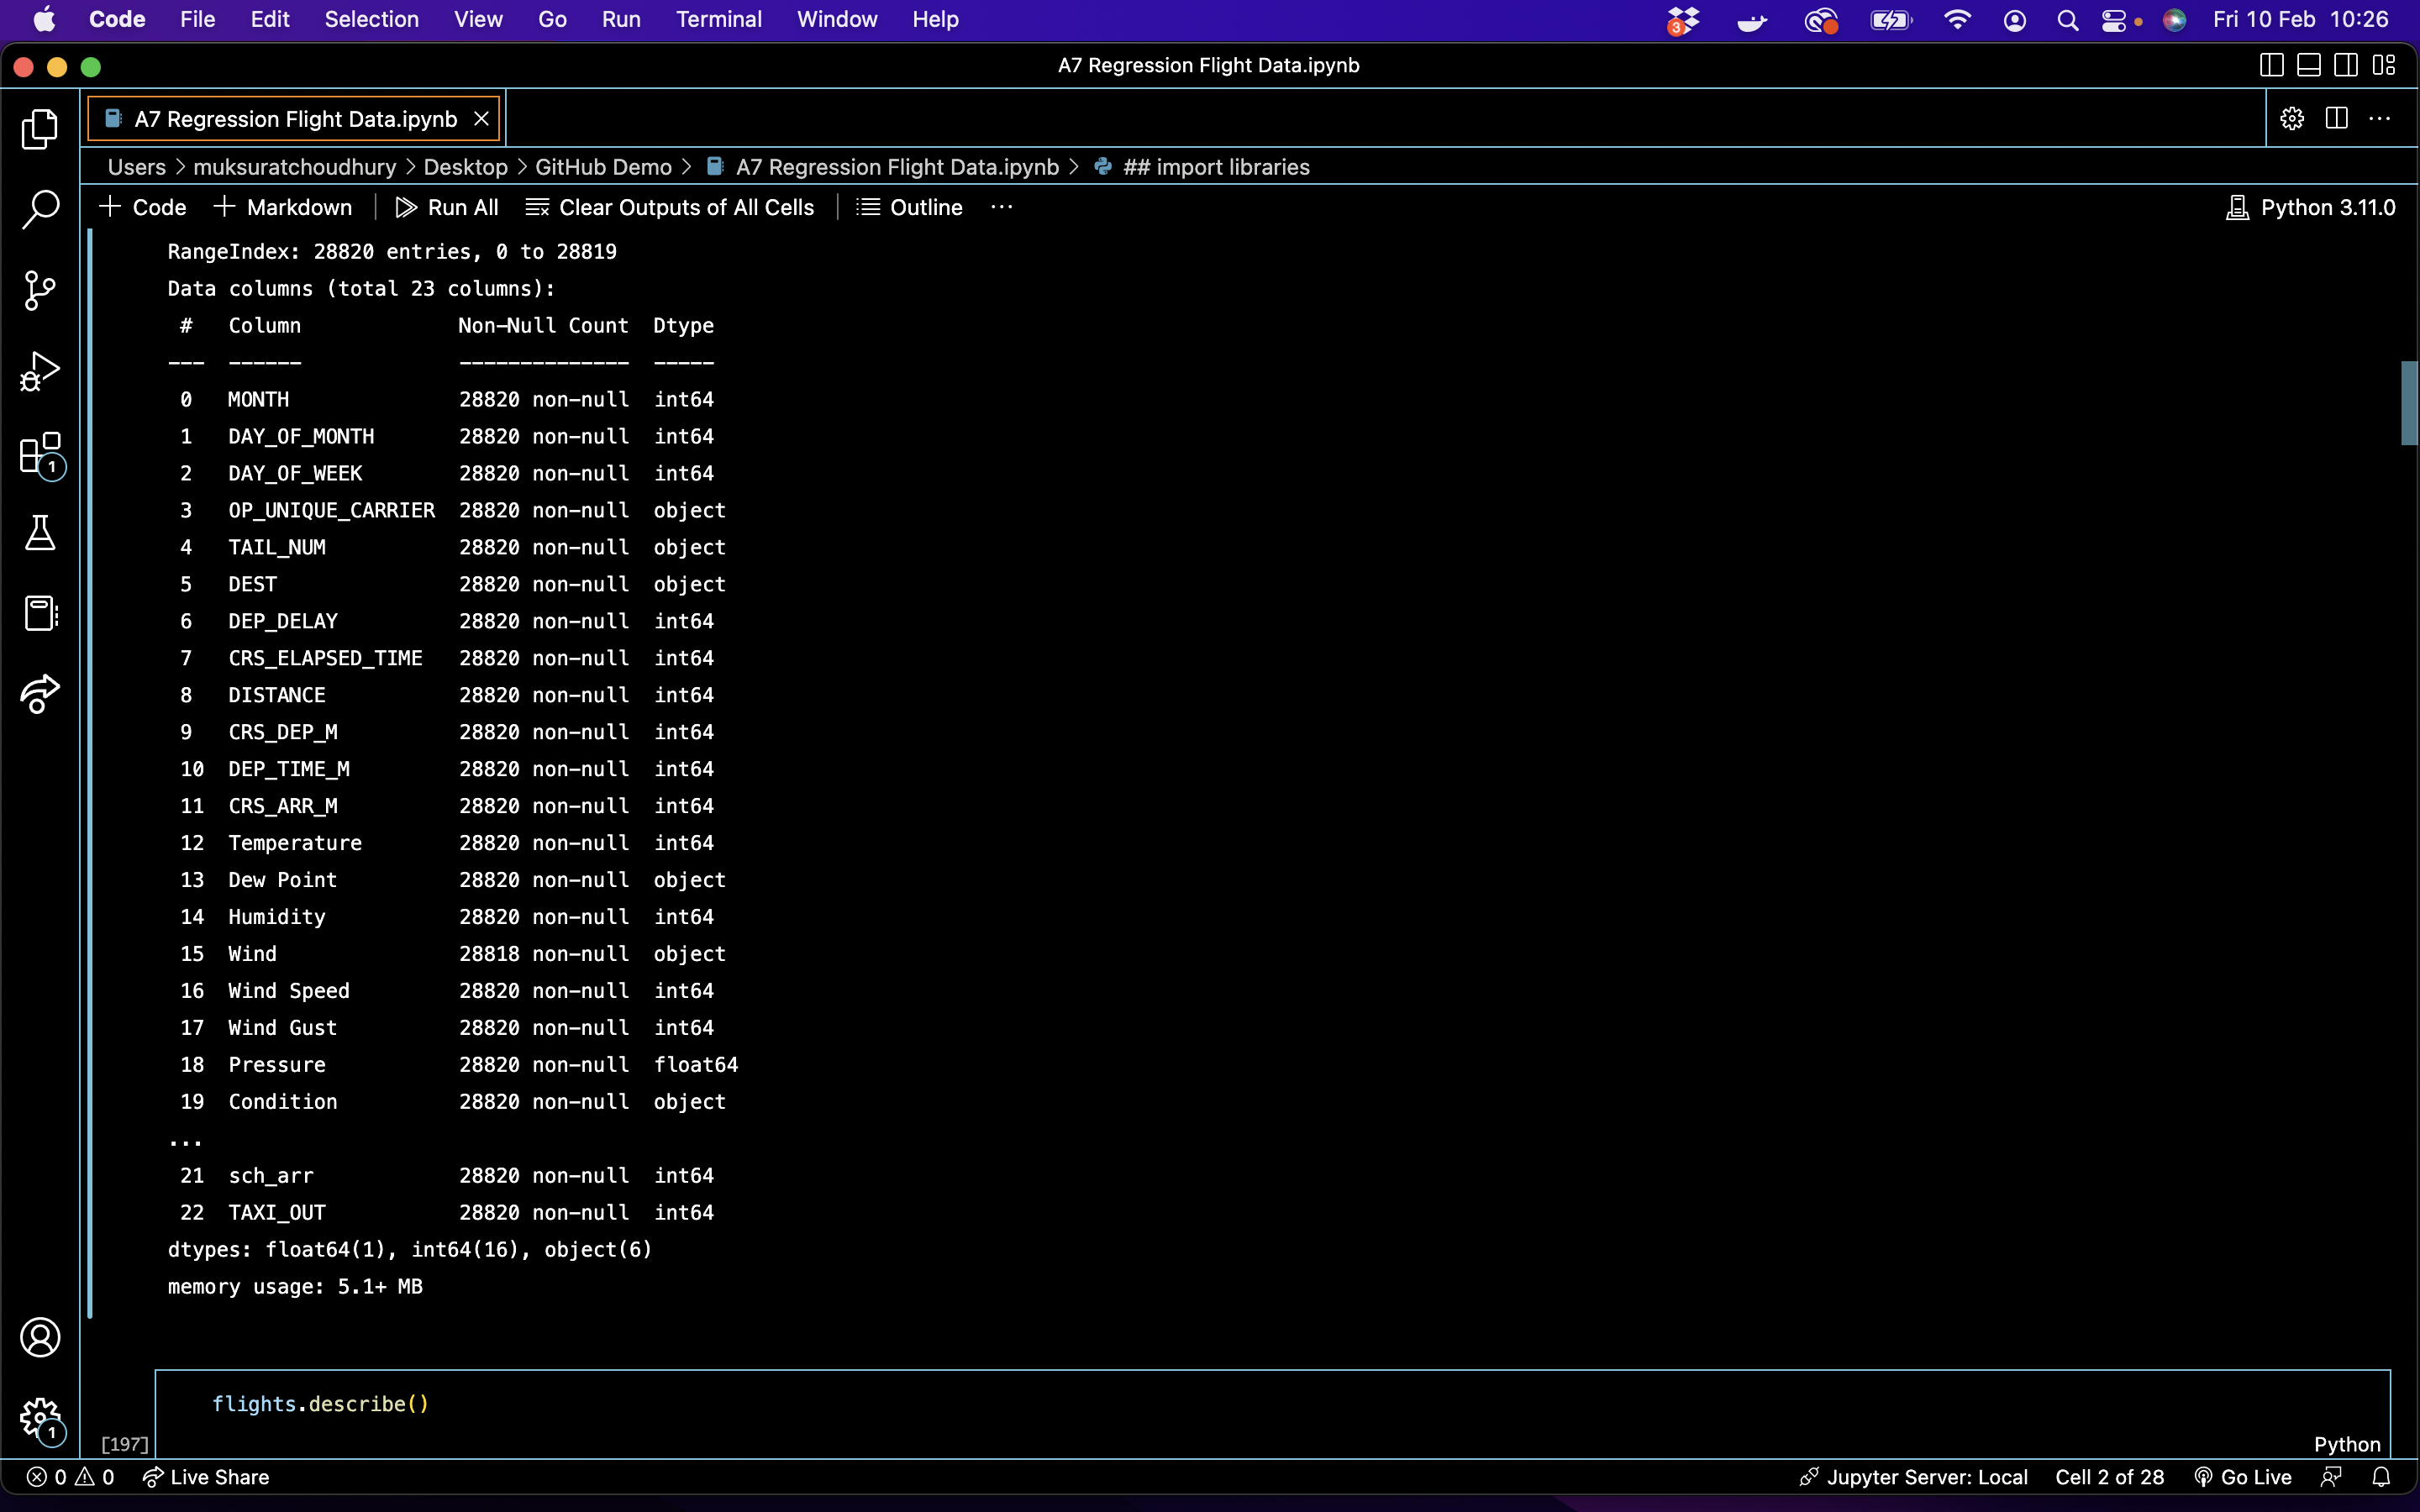 Code File Edit Selection View Go Run Terminal Window Help 3 Fri 10 Feb 10:26
A7 Regression Flight Data.ipynb
A7 Regression Flight Data.ipynb
Users > muksuratchoudhury > Desktop > GitHub Demo > A7 Regression Flight Data.ipynb > ## import libraries
+ Code + Markdown | Run All Clear Outputs of All Cells | Outline ... Python 3.11.0
RangeIndex: 28820 entries, 0 to 28819
Data columns (total 23 columns):
# Column Non-Null Count Dtype
--- ------ -------------- -----
0 MONTH 28820 non-null int64
1 DAY_OF_MONTH 28820 non-null int64
2 DAY_OF_WEEK 28820 non-null int64
3 OP_UNIQUE_CARRIER 28820 non-null object
4 TAIL_NUM 28820 non-null object
5 DEST 28820 non-null object
6 DEP_DELAY 28820 non-null int64
7 CRS_ELAPSED_TIME 28820 non-null int64
8 DISTANCE 28820 non-null int64
9 CRS_DEP_M 28820 non-null int64
10 DEP_TIME_M 28820 non-null int64
11 CRS_ARR_M 28820 non-null int64
12 Temperature 28820 non-null int64
13 Dew Point 28820 non-null object
14 Humidity 28820 non-null int64
15 Wind 28818 non-null object
16 Wind Speed 28820 non-null int64
17 Wind Gust 28820 non-null int64
18 Pressure 28820 non-null float64
19 Condition 28820 non-null object
...
21 sch_arr 28820 non-null int64
22 TAXI_OUT 28820 non-null int64
dtypes: float64(1), int64(16), object(6)
memory usage: 5.1+ MB
1
flights.describe()
1
[197] Python
0 0 Live Share Jupyter Server: Local Cell 2 of 28 Go Live